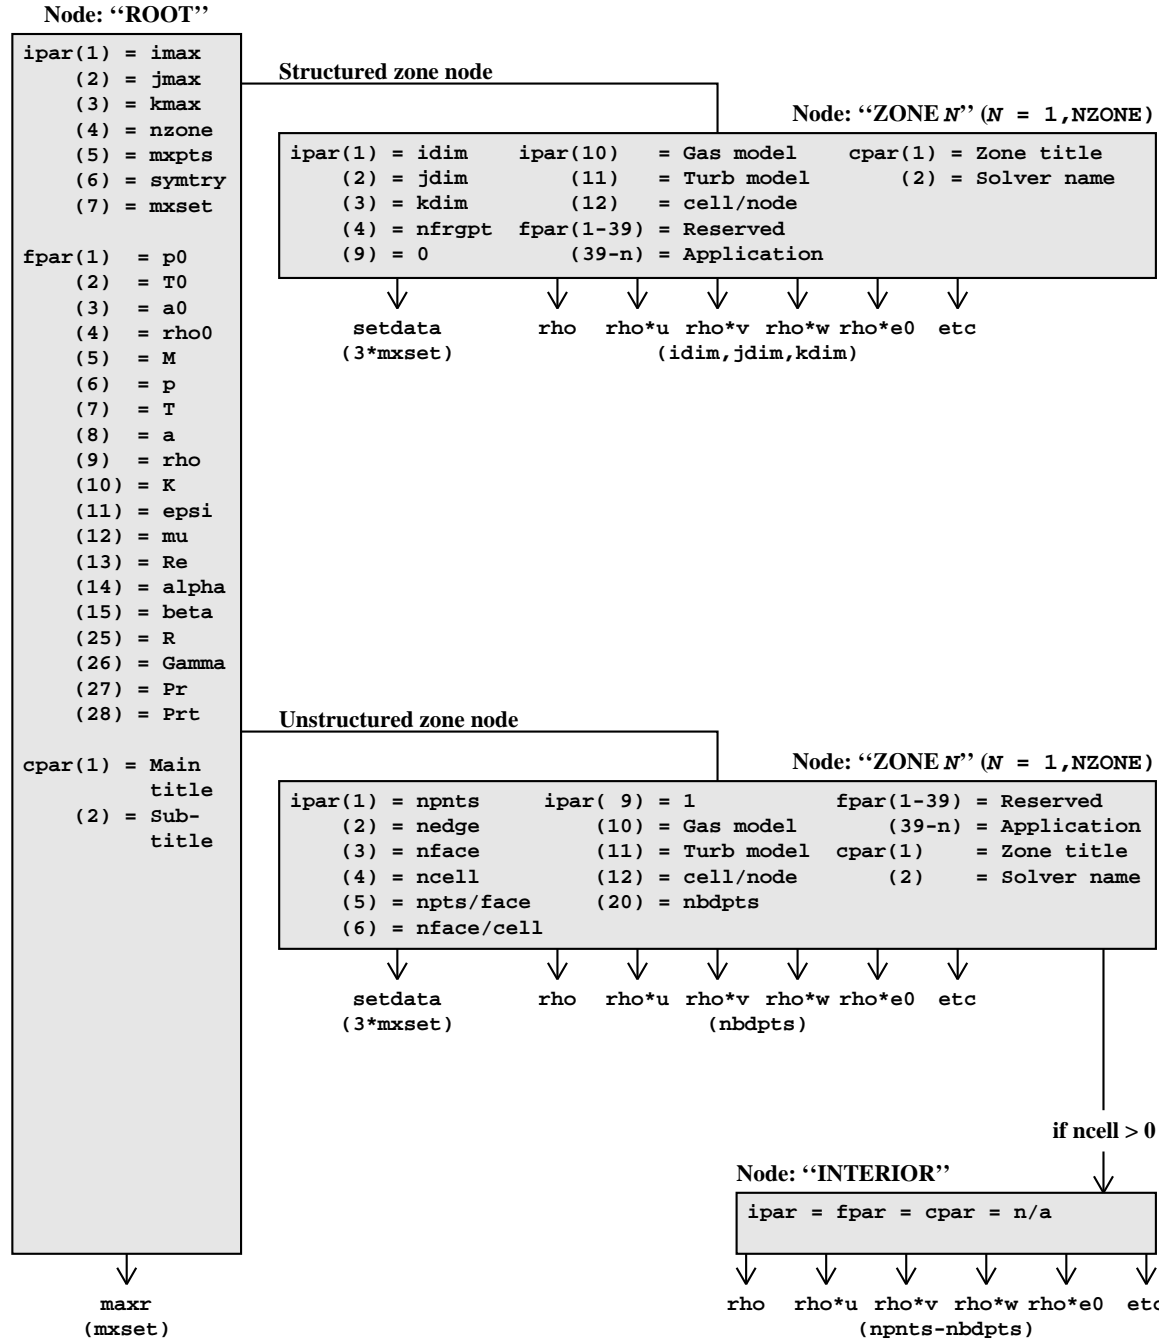 Node: ‘‘ROOT’’
ipar(1) = imax
(2) = jmax
(3) = kmax
(4) = nzone
(5) = mxpts
(6) = symtry
(7) = mxset
fpar(1) = p0
(2) = T0
(3) = a0
(4) = rho0
(5) = M
(6) = p
(7) = T
(8) = a
(9) = rho
(10) = K
(11) = epsi
(12) = mu
(13) = Re
(14) = alpha
(15) = beta
(25) = R
(26) = Gamma
(27) = Pr
(28) = Prt
cpar(1) = Main
title
(2) = Sub-
title
maxr
(mxset)
Structured zone node
Node: ‘‘ZONE N’’ (N = 1,NZONE)
ipar(1) = idim ipar(10) = Gas model cpar(1) = Zone title
(2) = jdim (11) = Turb model (2) = Solver name
(3) = kdim (12) = cell/node
(4) = nfrgpt fpar(1-39) = Reserved
(9) = 0 (39-n) = Application
setdata rho rho*u rho*v rho*w rho*e0 etc
(3*mxset) (idim,jdim,kdim)
Unstructured zone node
Node: ‘‘ZONE N’’ (N = 1,NZONE)
ipar(1) = npnts ipar( 9) = 1 fpar(1-39) = Reserved
(2) = nedge (10) = Gas model (39-n) = Application
(3) = nface (11) = Turb model cpar(1) = Zone title
(4) = ncell (12) = cell/node (2) = Solver name
(5) = npts/face (20) = nbdpts
(6) = nface/cell
setdata rho rho*u rho*v rho*w rho*e0 etc
(3*mxset) (nbdpts)
if ncell > 0
Node: ‘‘INTERIOR’’
ipar = fpar = cpar = n/a
rho rho*u rho*v rho*w rho*e0 etc
(npnts-nbdpts)